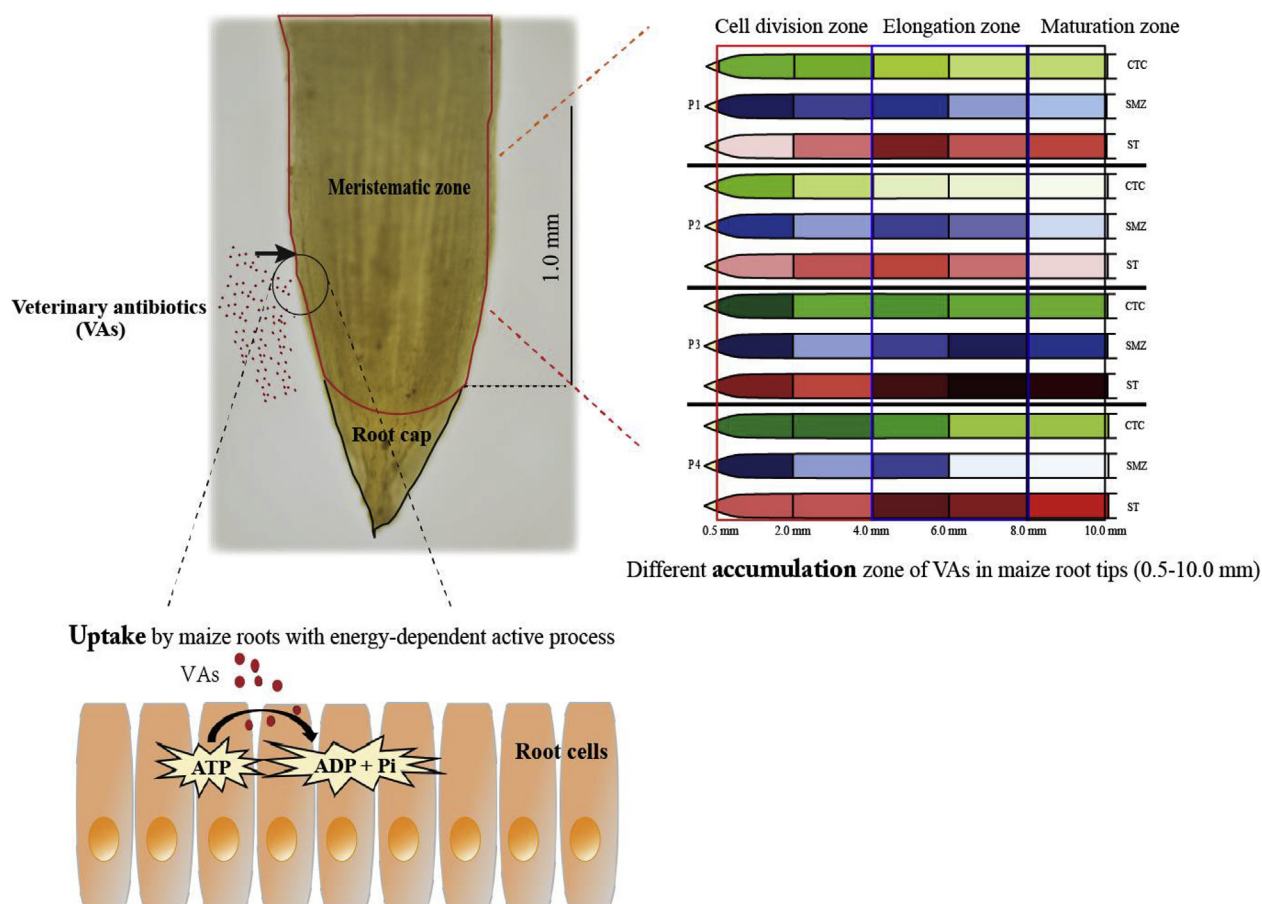 Cell division zone Elongation zone Maturation zone
CTC
P1 SMZ
ST
CTC
P2 SMZ
ST
CTC
P3 SMZ
ST
CTC
P4 SMZ
ST
0.5 mm 2.0 mm 4.0 mm 6.0 mm 8.0 mm 10.0 mm
Different accumulation zone of VAs in maize root tips (0.5-10.0 mm)
Meristematic zone
1.0 mm
Veterinary antibiotics
(VAs)
Root cap
Uptake by maize roots with energy-dependent active process
VAs
Root cells
ATP ADP + Pi